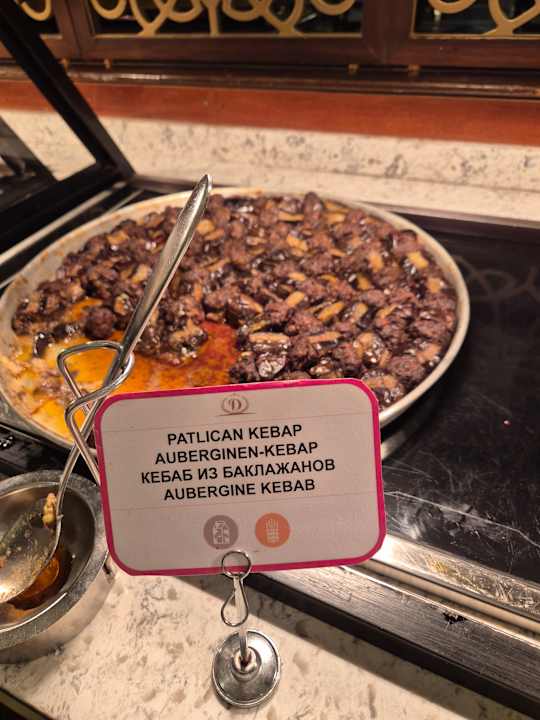 D
PATLICAN KEBAP
AUBERGINEN-KEBAP
КЕБАБ ИЗ БАКЛАЖАНОВ
AUBERGINE KEBAB